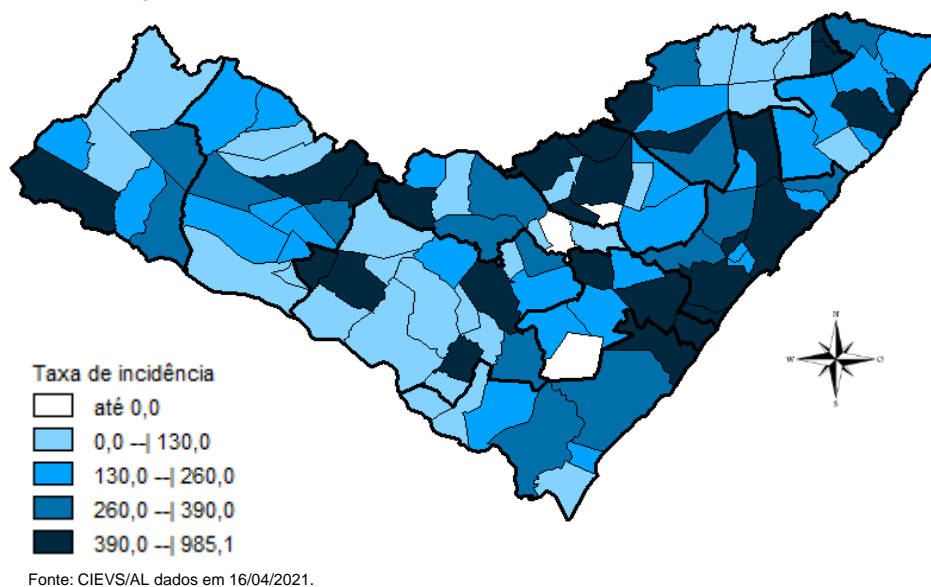 N
W
O
S
Taxa de incidência
até 0,0
0,0 --| 130,0
130,0 --| 260,0
260,0 --| 390,0
390,0 --| 985,1
Fonte: CIEVS/AL dados em 16/04/2021.